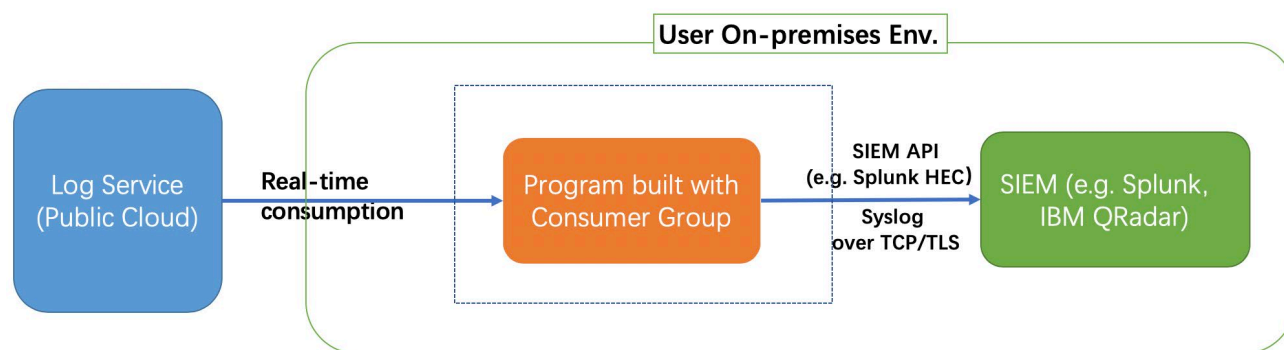 User On-premises Env.
Log Service
(Public Cloud)
Real-time
consumption
Program built with
Consumer Group
SIEM API
(e.g. Splunk HEC)
Syslog
over TCP/TLS
SIEM (e.g. Splunk,
IBM QRadar)